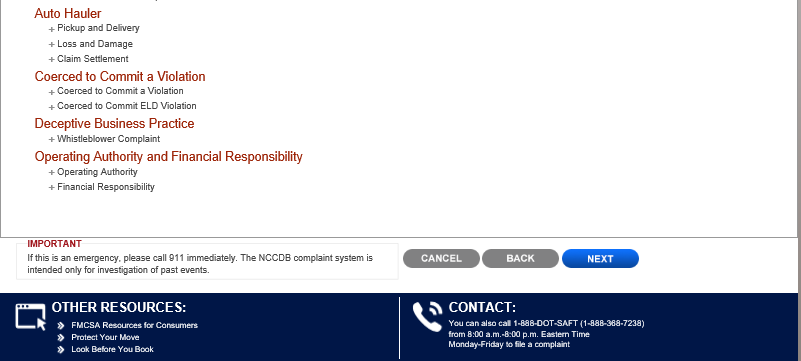 Auto Hauler
+ Pickup and Delivery
+ Loss and Damage
+ Claim Settlement
Coerced to Commit a Violation
+ Coerced to Commit a Violation
+ Coerced to Commit ELD Violation
Deceptive Business Practice
+ Whistleblower Complaint
Operating Authority and Financial Responsibility
+ Operating Authority
+ Financial Responsibility
IMPORTANT
If this is an emergency, please call 911 immediately. The NCCDB complaint system is
intended only for investigation of past events.
CANCEL BACK NEXT
OTHER RESOURCES:
FMCSA Resources for Consumers
Protect Your Move
Look Before You Book
CONTACT:
You can also call 1-888-DOT-SAFT (1-888-368-7238)
from 8:00 a.m.-8:00 p.m. Eastern Time
Monday-Friday to file a complaint